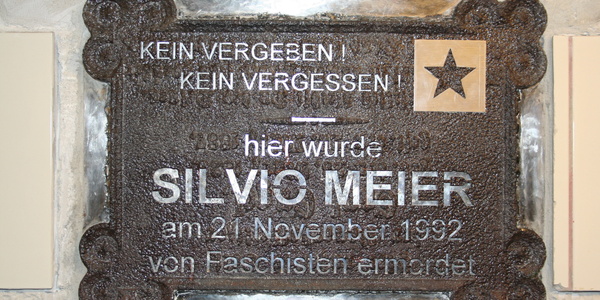 KEIN VERGEBEN !
KEIN VERGESSEN !
hier wurde
SILVIO MEIER
am 21 November 1992
von Faschisten ermordet